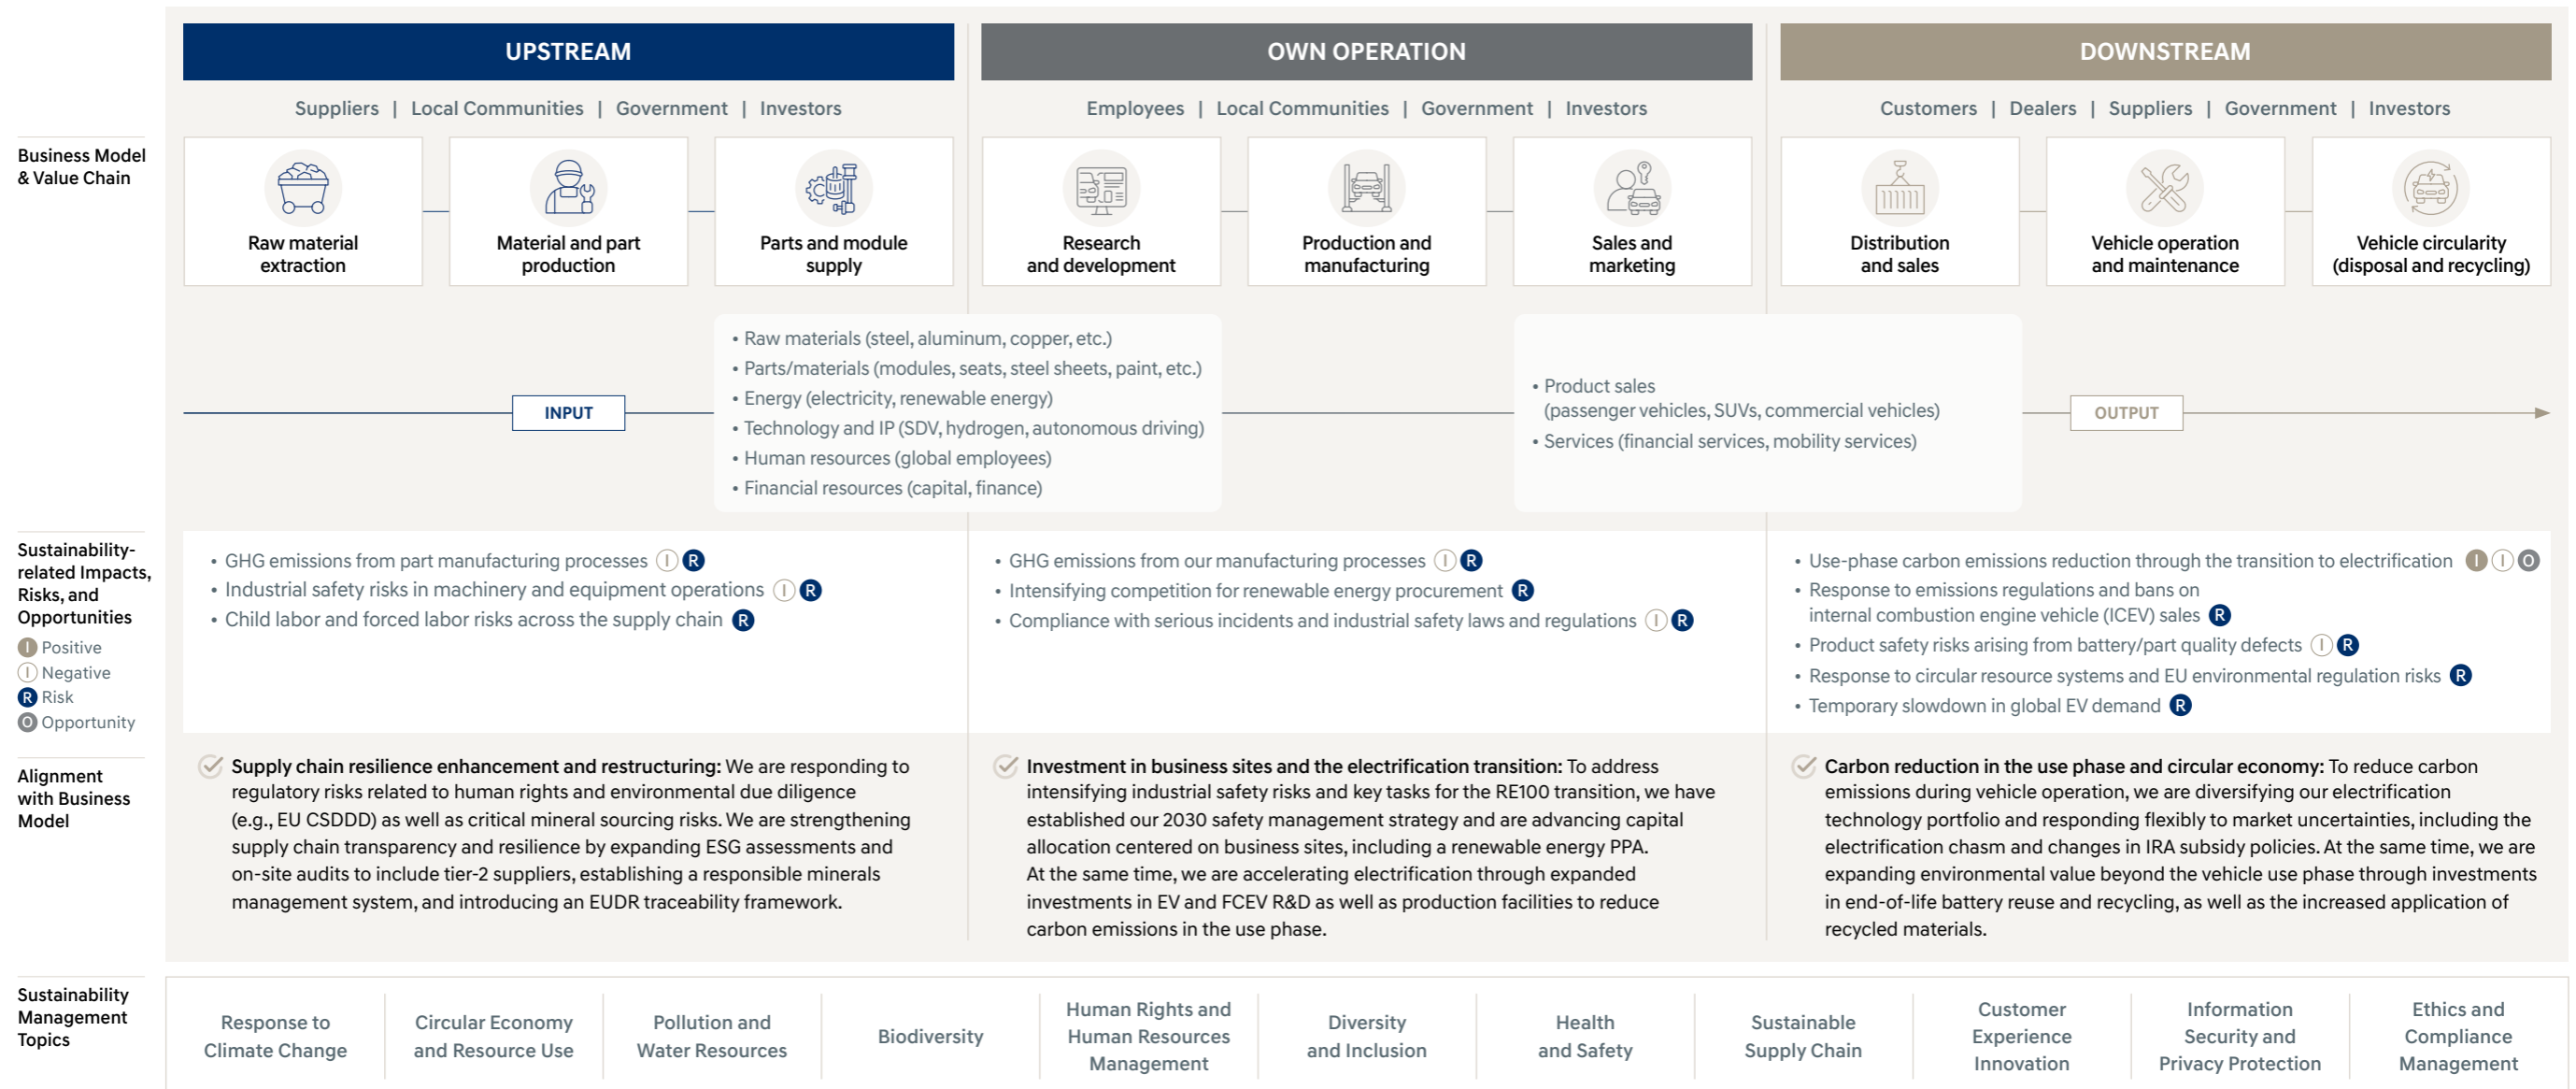 UPSTREAM
Suppliers | Local Communities | Government | Investors
OWN OPERATION
Employees | Local Communities | Government | Investors
DOWNSTREAM
Customers | Dealers | Suppliers | Government | Investors
Business Model
& Value Chain
Raw material
extraction
Material and part
production
Parts and module
supply
Research
and development
Production and
manufacturing
Sales and
marketing
Distribution
and sales
Vehicle operation
and maintenance
Vehicle circularity
(disposal and recycling)
INPUT
• Raw materials (steel, aluminum, copper, etc.)
• Parts/materials (modules, seats, steel sheets, paint, etc.)
• Energy (electricity, renewable energy)
• Technology and IP (SDV, hydrogen, autonomous driving)
• Human resources (global employees)
• Financial resources (capital, finance)
• Product sales
(passenger vehicles, SUVs, commercial vehicles)
• Services (financial services, mobility services)
OUTPUT
Sustainability-
related Impacts,
Risks, and
Opportunities
I Positive
I Negative
R Risk
O Opportunity
• GHG emissions from part manufacturing processes I R
• Industrial safety risks in machinery and equipment operations I R
• Child labor and forced labor risks across the supply chain R
• GHG emissions from our manufacturing processes I R
• Intensifying competition for renewable energy procurement R
• Compliance with serious incidents and industrial safety laws and regulations I R
• Use-phase carbon emissions reduction through the transition to electrification I I O
• Response to emissions regulations and bans on
internal combustion engine vehicle (ICEV) sales R
• Product safety risks arising from battery/part quality defects I R
• Response to circular resource systems and EU environmental regulation risks R
• Temporary slowdown in global EV demand R
Alignment
with Business
Model
Supply chain resilience enhancement and restructuring: We are responding to
regulatory risks related to human rights and environmental due diligence
(e.g., EU CSDDD) as well as critical mineral sourcing risks. We are strengthening
supply chain transparency and resilience by expanding ESG assessments and
on-site audits to include tier-2 suppliers, establishing a responsible minerals
management system, and introducing an EUDR traceability framework.
Investment in business sites and the electrification transition: To address
intensifying industrial safety risks and key tasks for the RE100 transition, we have
established our 2030 safety management strategy and are advancing capital
allocation centered on business sites, including a renewable energy PPA.
At the same time, we are accelerating electrification through expanded
investments in EV and FCEV R&D as well as production facilities to reduce
carbon emissions in the use phase.
Carbon reduction in the use phase and circular economy: To reduce carbon
emissions during vehicle operation, we are diversifying our electrification
technology portfolio and responding flexibly to market uncertainties, including the
electrification chasm and changes in IRA subsidy policies. At the same time, we are
expanding environmental value beyond the vehicle use phase through investments
in end-of-life battery reuse and recycling, as well as the increased application of
recycled materials.
Sustainability
Management
Topics
Response to
Climate Change
Circular Economy
and Resource Use
Pollution and
Water Resources
Biodiversity
Human Rights and
Human Resources
Management
Diversity
and Inclusion
Health
and Safety
Sustainable
Supply Chain
Customer
Experience
Innovation
Information
Security and
Privacy Protection
Ethics and
Compliance
Management